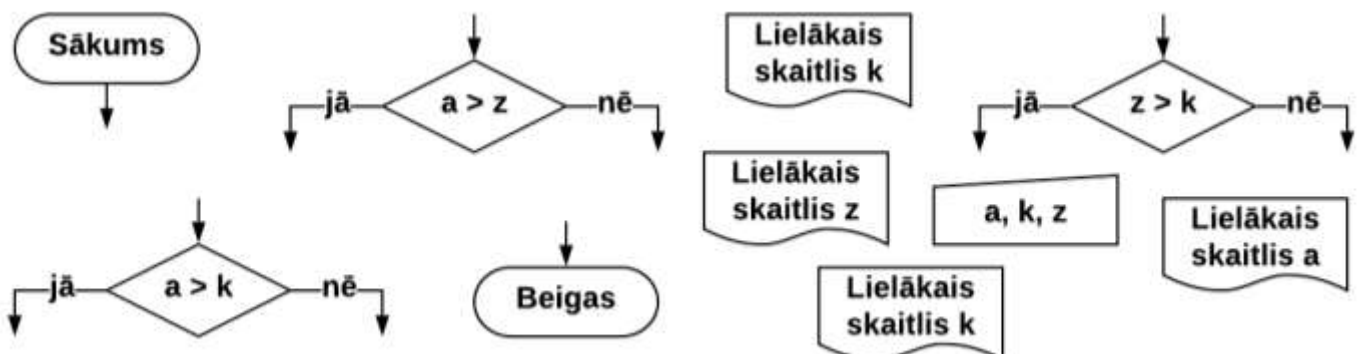 Sākums
jā
a > z
nē
Lielākais
skaitlis k
jā
z > k
nē
Lielākais
skaitlis z
a, k, z
Lielākais
skaitlis a
jā
a > k
nē
Beigas
Lielākais
skaitlis k